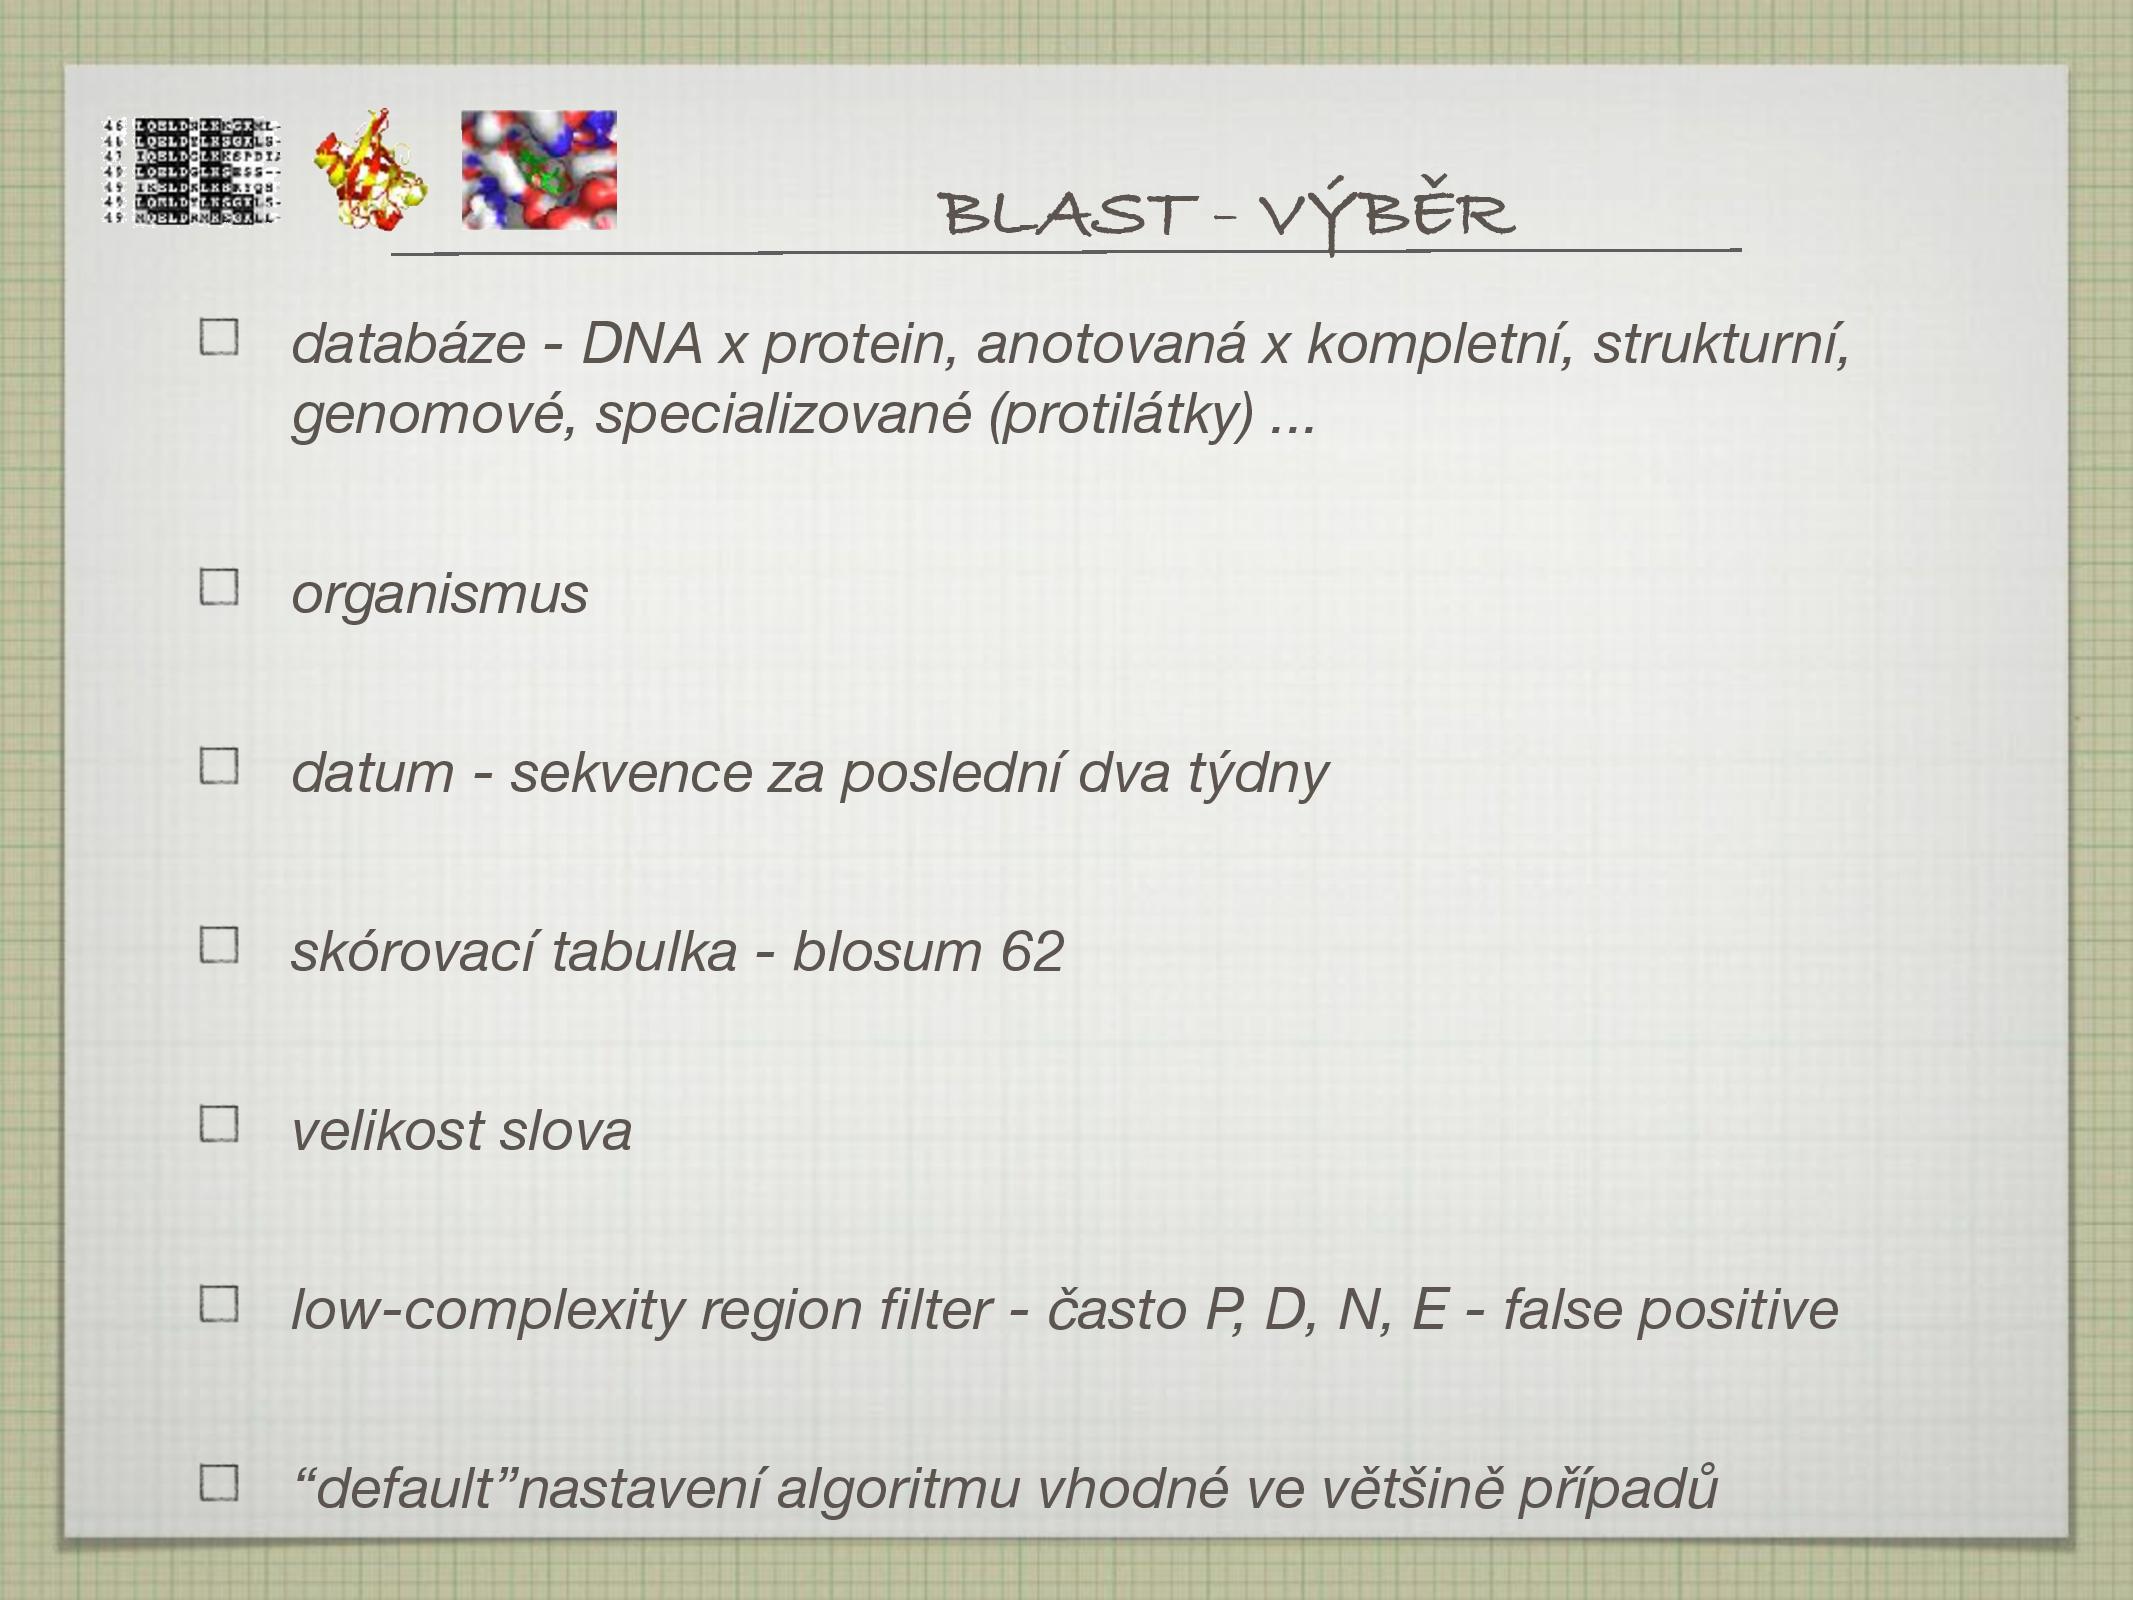 BLAST - VÝBĚR
databáze - DNA x protein, anotovaná x kompletní, strukturní,
genomové, specializované (protilátky) ...
organismus
datum - sekvence za poslední dva týdny
skórovací tabulka - blosum 62
velikost slova
low-complexity region filter - často P, D, N, E - false positive
“default”nastavení algoritmu vhodné ve většině případů